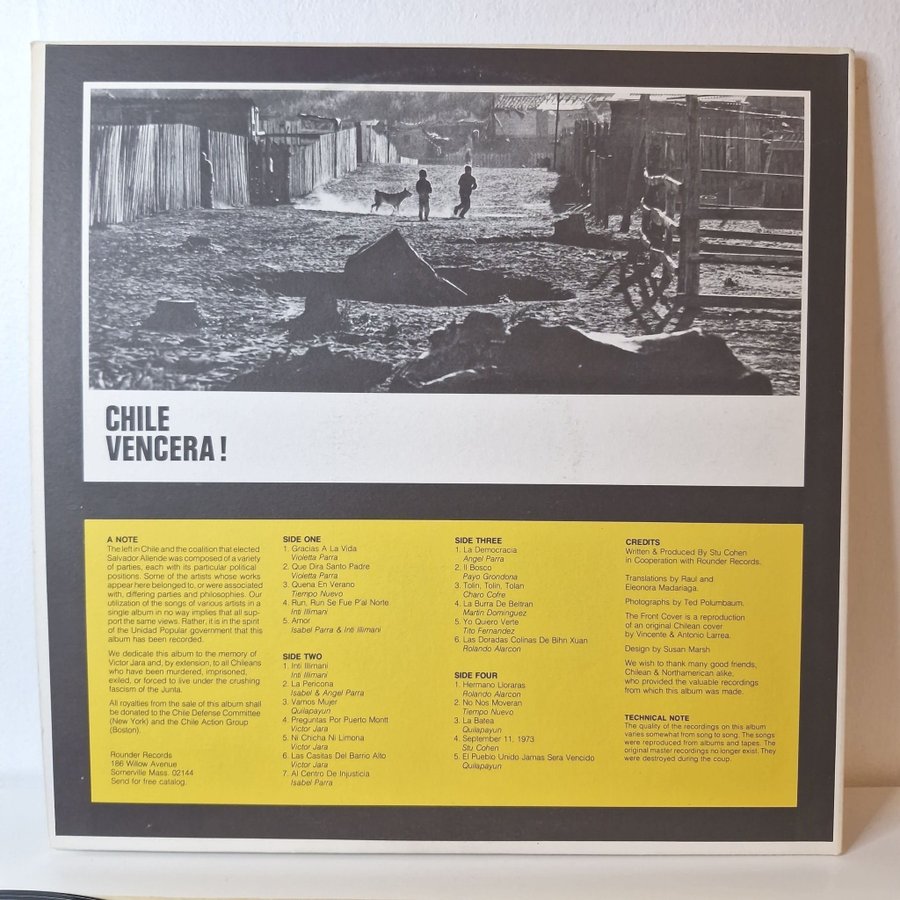 CHILE
VENCERA!
A NOTE
The left in Chile and the coalition that elected
Salvador Allende was composed of a variety
of parties, each with its particular political
positions. Some of the artists whose works
appear here belonged to, or were associated
with, differing parties and philosophies. Our
utilization of the songs of various artists in a
single album in no way implies that all sup-
port the same views. Rather, it is in the spirit
of the Unidad Popular government that this
album has been recorded.
We dedicate this album to the memory of
Victor Jara and, by extension, to all Chileans
who have been murdered, imprisoned,
exiled, or forced to live under the crushing
fascism of the Junta.
All royalties from the sale of this album shall
be donated to the Chile Defense Committee
(New York) and the Chile Action Group
(Boston).
Rounder Records
186 Willow Avenue
Somerville Mass. 02144
Send for free catalog.
SIDE ONE
1. Gracias A La Vida
Violetta Parra
2. Que Dira Santo Padre
Violetta Parra
3. Quena En Verano
Tiempo Nuevo
4. Run, Run Se Fue P'al Norte
Inti Illimani
5. Amor
Isabel Parra & Inti Illimani
SIDE TWO
1. Inti Illimani
Inti Illimani
2. La Pericona
Isabel & Angel Parra
3. Vamos Mujer
Quilapayun
4. Preguntas Por Puerto Montt
Victor Jara
5. Ni Chicha Ni Limona
Victor Jara
6. Las Casitas Del Barrio Alto
Victor Jara
7. Al Centro De Injusticia
Isabel Parra
SIDE THREE
1. La Democracia
Angel Parra
2. Il Bosco
Payo Grondona
3. Tolin, Tolin, Tolan
Charo Cofre
4. La Burra De Beltran
Martin Dominguez
5. Yo Quiero Verte
Tito Fernandez
6. Las Doradas Colinas De Bihn Xuan
Rolando Alarcon
SIDE FOUR
1. Hermano Lloraras
Rolando Alarcon
2. No Nos Moveran
Tiempo Nuevo
3. La Batea
Quilapayun
4. September 11, 1973
Stu Cohen
5. El Pueblo Unido Jamas Sera Vencido
Quilapayun
CREDITS
Written & Produced By Stu Cohen
in Cooperation with Rounder Records.
Translations by Raul and
Eleonora Madariaga.
Photographs by Ted Polumbaum.
The Front Cover is a reproduction
of an original Chilean cover
by Vincente & Antonio Larrea.
Design by Susan Marsh
We wish to thank many good friends,
Chilean & Northamerican alike,
who provided the valuable recordings
from which this album was made.
TECHNICAL NOTE
The quality of the recordings on this album
varies somewhat from song to song. The songs
were reproduced from albums and tapes. The
original master recordings no longer exist. They
were destroyed during the coup.